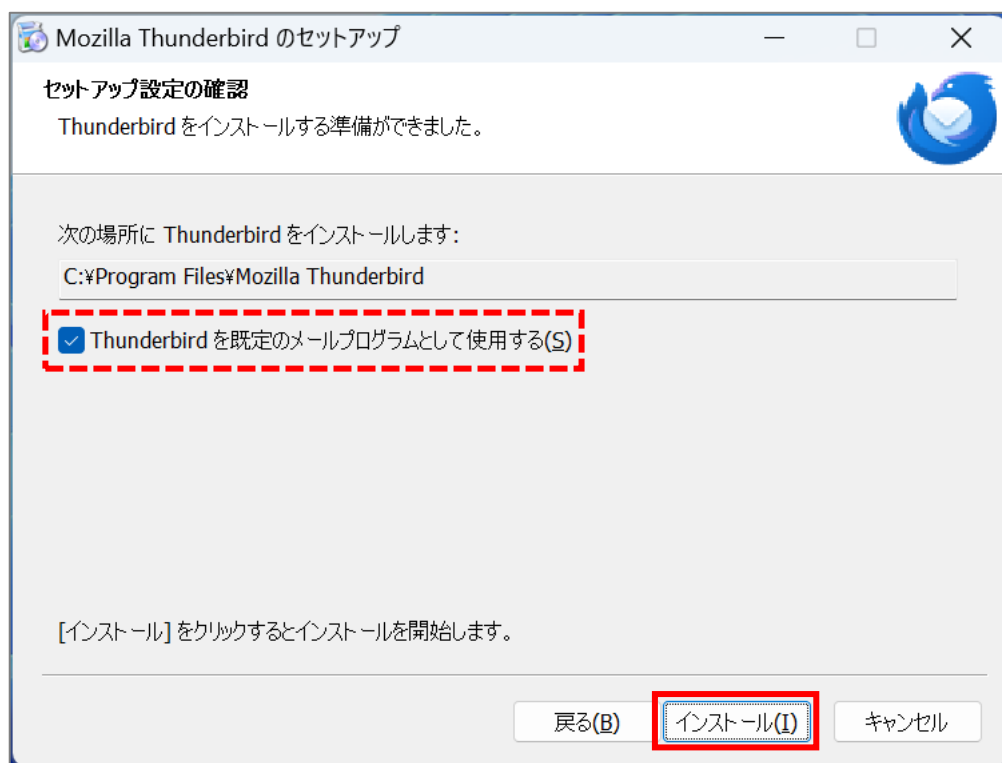 Mozilla Thunderbird のセットアップ
セットアップ設定の確認
Thunderbird をインストールする準備ができました。
次の場所に Thunderbird をインストールします:
C:¥Program Files¥Mozilla Thunderbird
Thunderbird を既定のメールプログラムとして使用する(S)
[インストール] をクリックするとインストールを開始します。
戻る(B) インストール(I) キャンセル